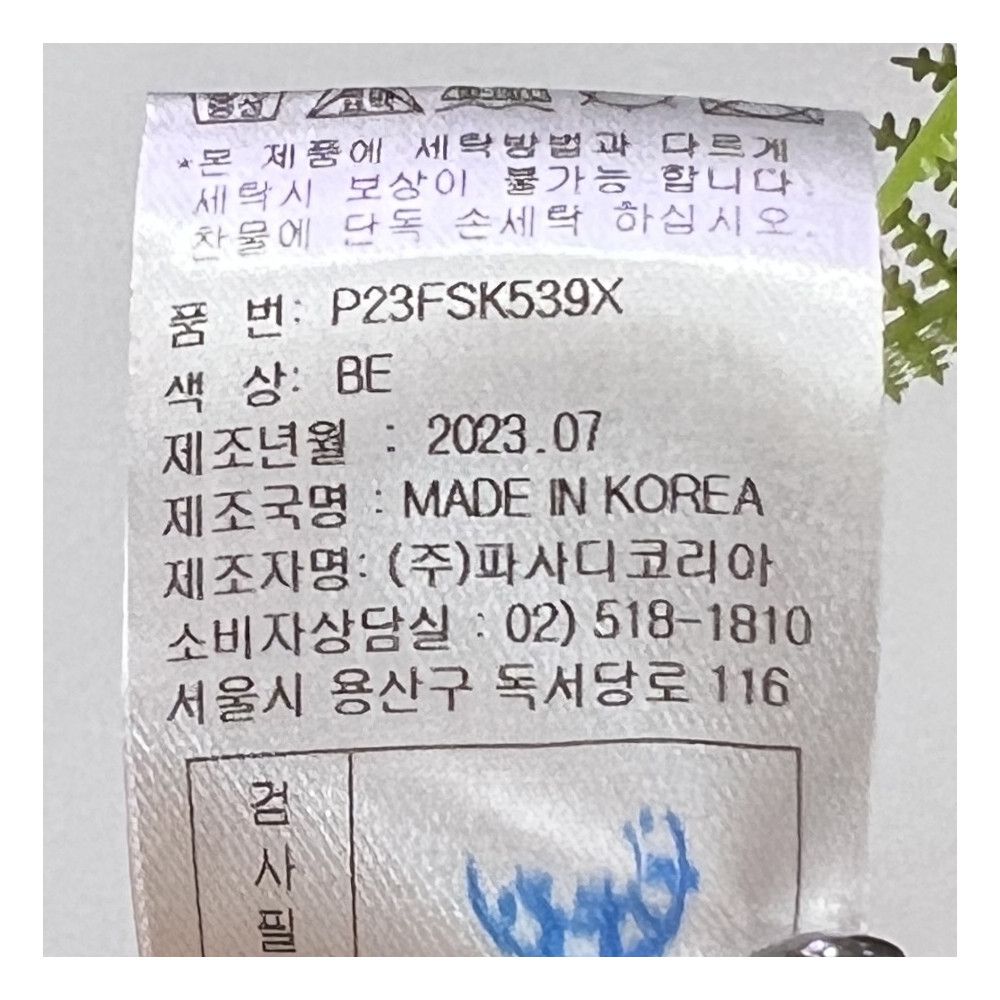 중성
*본 제품에 세탁방법과 다르게
세탁시 보상이 불가능 합니다.
찬물에 단독 손세탁 하십시오.
품 번: P23FSK539X
색 상: BE
제조년월 : 2023.07
제조국명 : MADE IN KOREA
제조자명: (주)파사디코리아
소비자상담실 : 02) 518-1810
서울시 용산구 독서당로 116
검
사
필